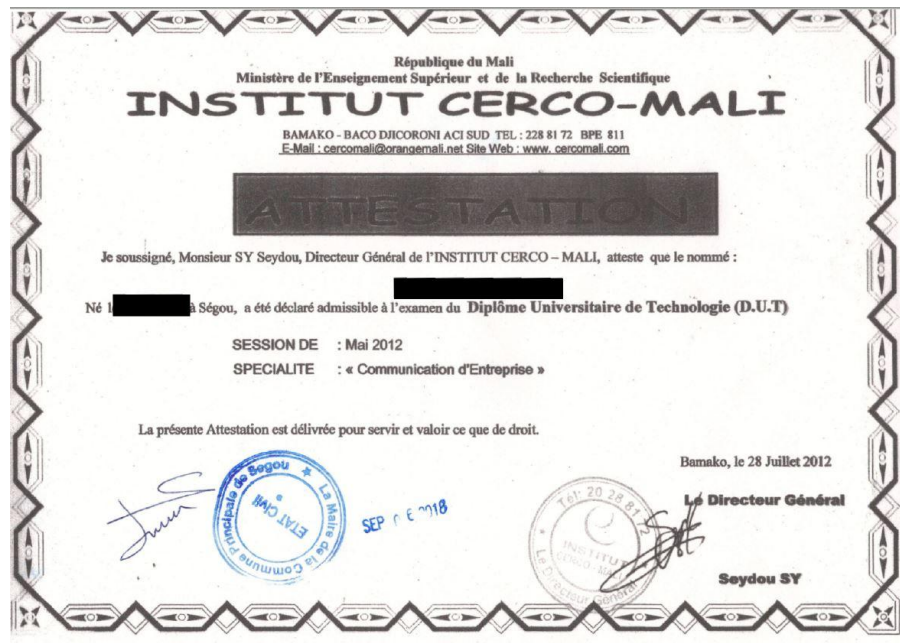 République du Mali
Ministère de l'Enseignement Supérieur et de la Recherche Scientifique
INSTITUT CERCO-MALI
BAMAKO - BACO DJICORONI ACI SUD TEL : 228 81 72 BPE 811
E-Mail : cercomali@orangemali.net Site Web : www. cercomali.com
ATTESTATION
Je soussigné, Monsieur SY Seydou, Directeur Général de l'INSTITUT CERCO – MALI, atteste que le nommé :
Né l à Ségou, a été déclaré admissible à l'examen du Diplôme Universitaire de Technologie (D.U.T)
SESSION DE : Mai 2012
SPECIALITE : « Communication d'Entreprise »
La présente Attestation est délivrée pour servir et valoir ce que de droit.
Bamako, le 28 Juillet 2012
Le Directeur Général
Seydou SY
La Maire de la Commune Principale de Segou
ETAT Civil
SEP 2018
Tél: 20 28 81 72
INSTITUT
CERCO - MALI
Le Directeur Général